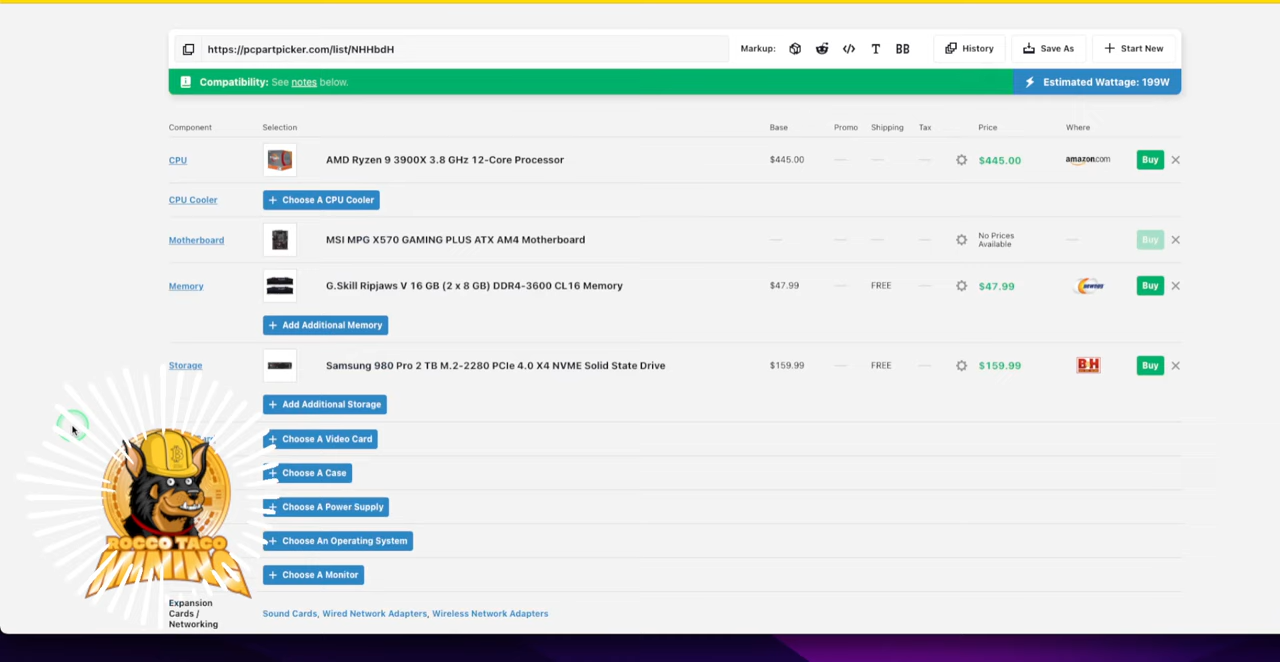 https://pcpartpicker.com/list/NHHbdH
Markup:
T
BB
History
Save As
Start New
Compatibility: See notes below.
Estimated Wattage: 199W
Component Selection Base Promo Shipping Tax Price Where
CPU AMD Ryzen 9 3900X 3.8 GHz 12-Core Processor $445.00 — — — $445.00 amazon.com Buy
CPU Cooler + Choose A CPU Cooler
Motherboard MSI MPG X570 GAMING PLUS ATX AM4 Motherboard — — — — No Prices Available — Buy
Memory G.Skill Ripjaws V 16 GB (2 x 8 GB) DDR4-3600 CL16 Memory $47.99 — FREE — $47.99 newegg Buy
+ Add Additional Memory
Storage Samsung 980 Pro 2 TB M.2-2280 PCIe 4.0 X4 NVME Solid State Drive $159.99 — FREE — $159.99 B&H Buy
+ Add Additional Storage
+ Choose A Video Card
+ Choose A Case
+ Choose A Power Supply
+ Choose An Operating System
+ Choose A Monitor
ROCCO TACO
MINING
Expansion
Cards /
Networking
Sound Cards, Wired Network Adapters, Wireless Network Adapters